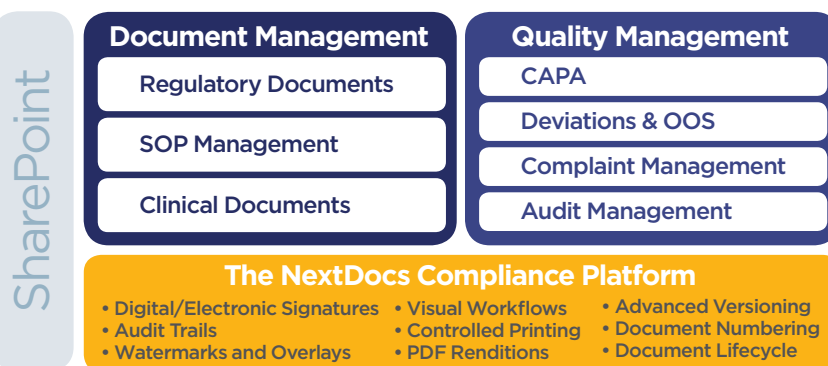 SharePoint
Document Management
Regulatory Documents
SOP Management
Clinical Documents
Quality Management
CAPA
Deviations & OOS
Complaint Management
Audit Management
The NextDocs Compliance Platform
• Digital/Electronic Signatures
• Audit Trails
• Watermarks and Overlays
• Visual Workflows
• Controlled Printing
• PDF Renditions
• Advanced Versioning
• Document Numbering
• Document Lifecycle